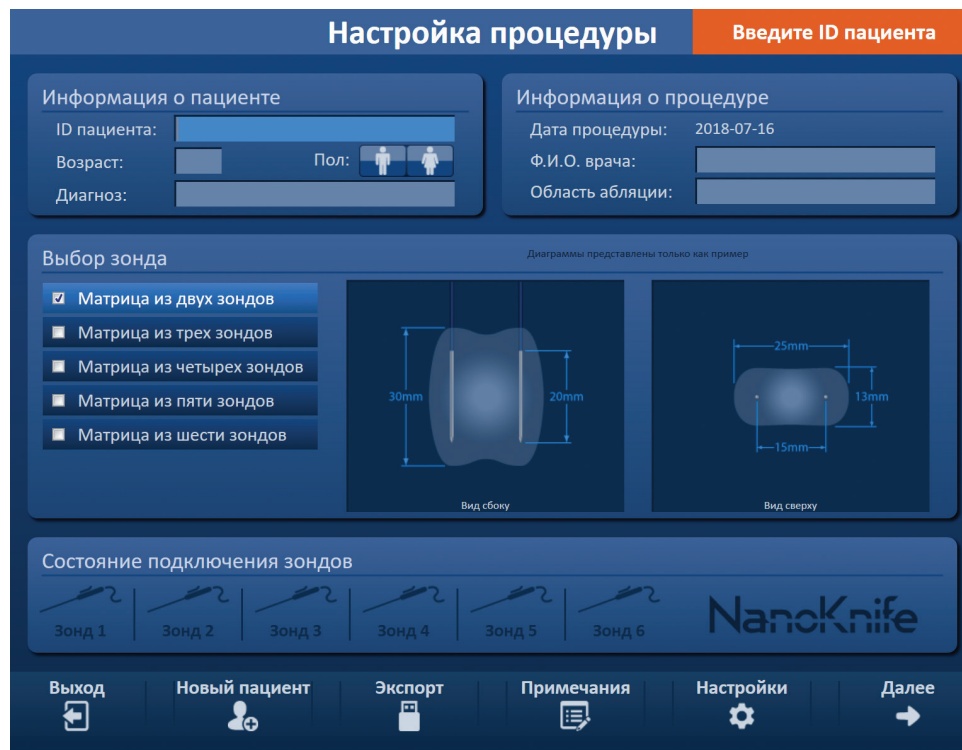 Настройка процедуры
Введите ID пациента
Информация о пациенте
ID пациента:
Возраст:
Пол:
Диагноз:
Информация о процедуре
Дата процедуры: 2018-07-16
Ф.И.О. врача:
Область абляции:
Выбор зонда
Диаграммы представлены только как пример
Матрица из двух зондов
Матрица из трех зондов
Матрица из четырех зондов
Матрица из пяти зондов
Матрица из шести зондов
30mm
20mm
Вид сбоку
25mm
13mm
15mm
Вид сверху
Состояние подключения зондов
Зонд 1
Зонд 2
Зонд 3
Зонд 4
Зонд 5
Зонд 6
NanoKnife
Выход
Новый пациент
Экспорт
Примечания
Настройки
Далее